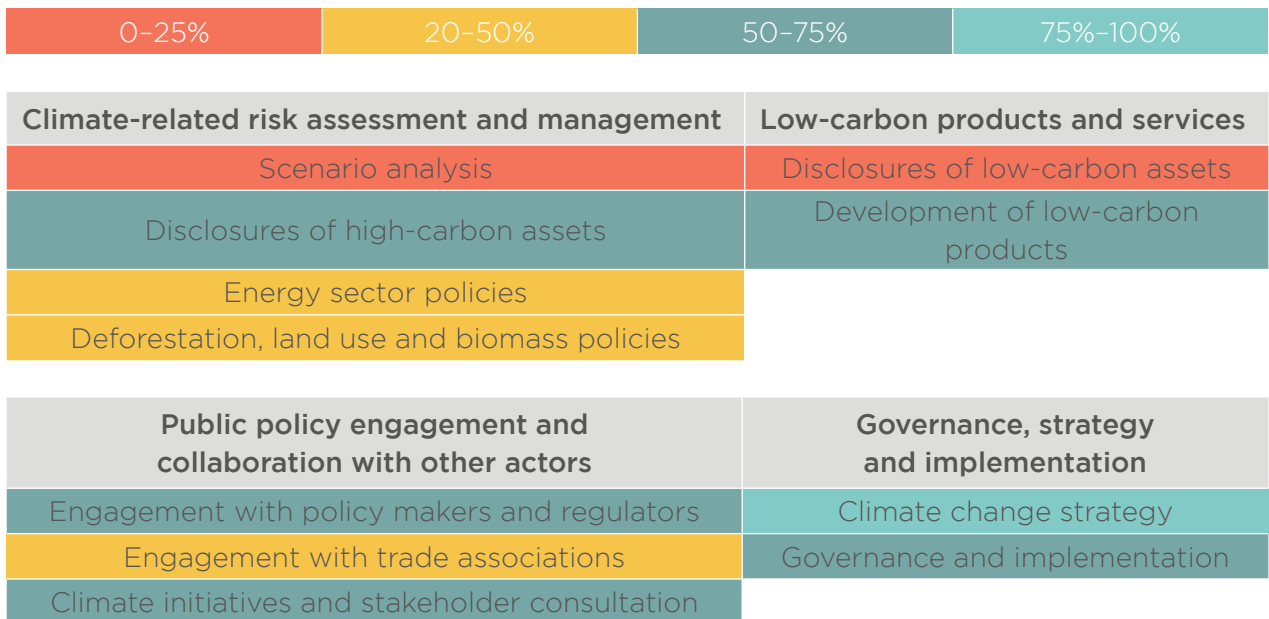 0–25% 20–50% 50–75% 75%–100%
Climate-related risk assessment and management Low-carbon products and services
Scenario analysis Disclosures of low-carbon assets
Disclosures of high-carbon assets Development of low-carbon
products
Energy sector policies
Deforestation, land use and biomass policies
Public policy engagement and Governance, strategy
collaboration with other actors and implementation
Engagement with policy makers and regulators Climate change strategy
Engagement with trade associations Governance and implementation
Climate initiatives and stakeholder consultation